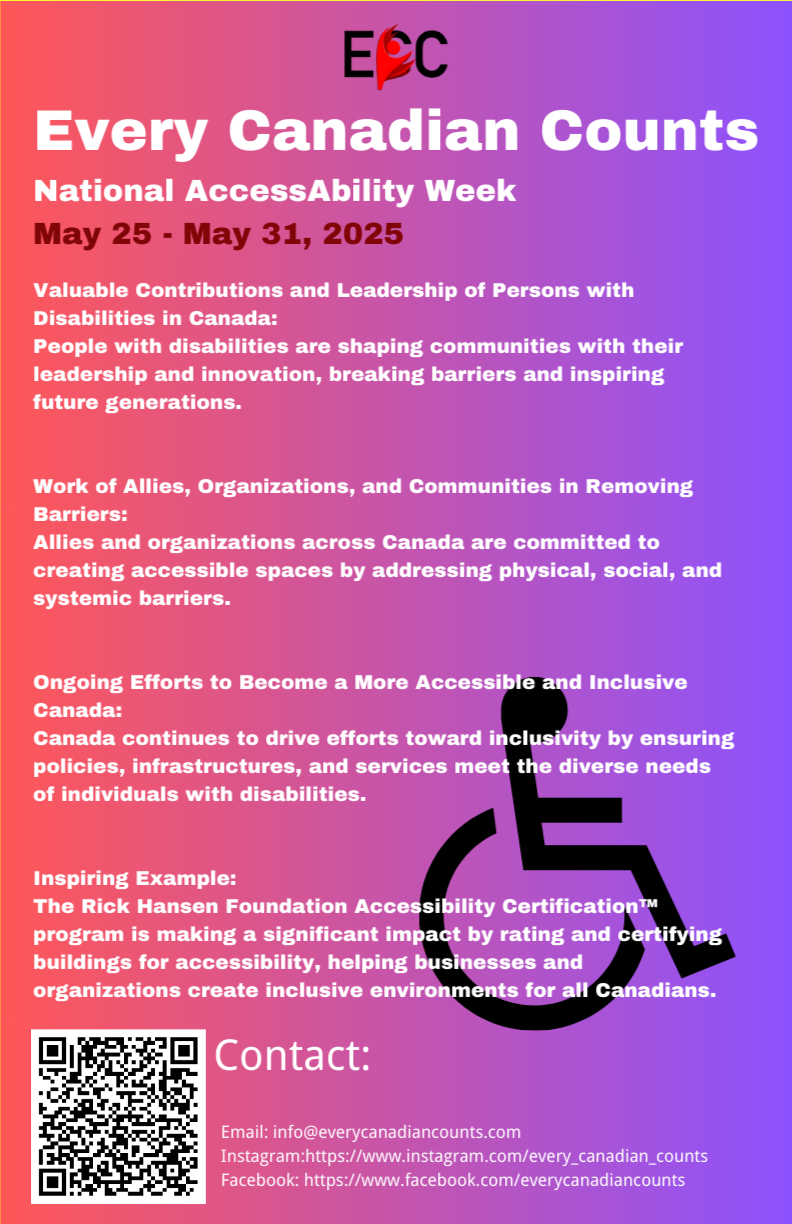 ECC
Every Canadian Counts
National AccessAbility Week
May 25 - May 31, 2025
Valuable Contributions and Leadership of Persons with
Disabilities in Canada:
People with disabilities are shaping communities with their
leadership and innovation, breaking barriers and inspiring
future generations.
Work of Allies, Organizations, and Communities in Removing
Barriers:
Allies and organizations across Canada are committed to
creating accessible spaces by addressing physical, social, and
systemic barriers.
Ongoing Efforts to Become a More Accessible and Inclusive
Canada:
Canada continues to drive efforts toward inclusivity by ensuring
policies, infrastructures, and services meet the diverse needs
of individuals with disabilities.
Inspiring Example:
The Rick Hansen Foundation Accessibility Certification™
program is making a significant impact by rating and certifying
buildings for accessibility, helping businesses and
organizations create inclusive environments for all Canadians.
Contact:
Email: info@everycanadiancounts.com
Instagram:https://www.instagram.com/every_canadian_counts
Facebook: https://www.facebook.com/everycanadiancounts